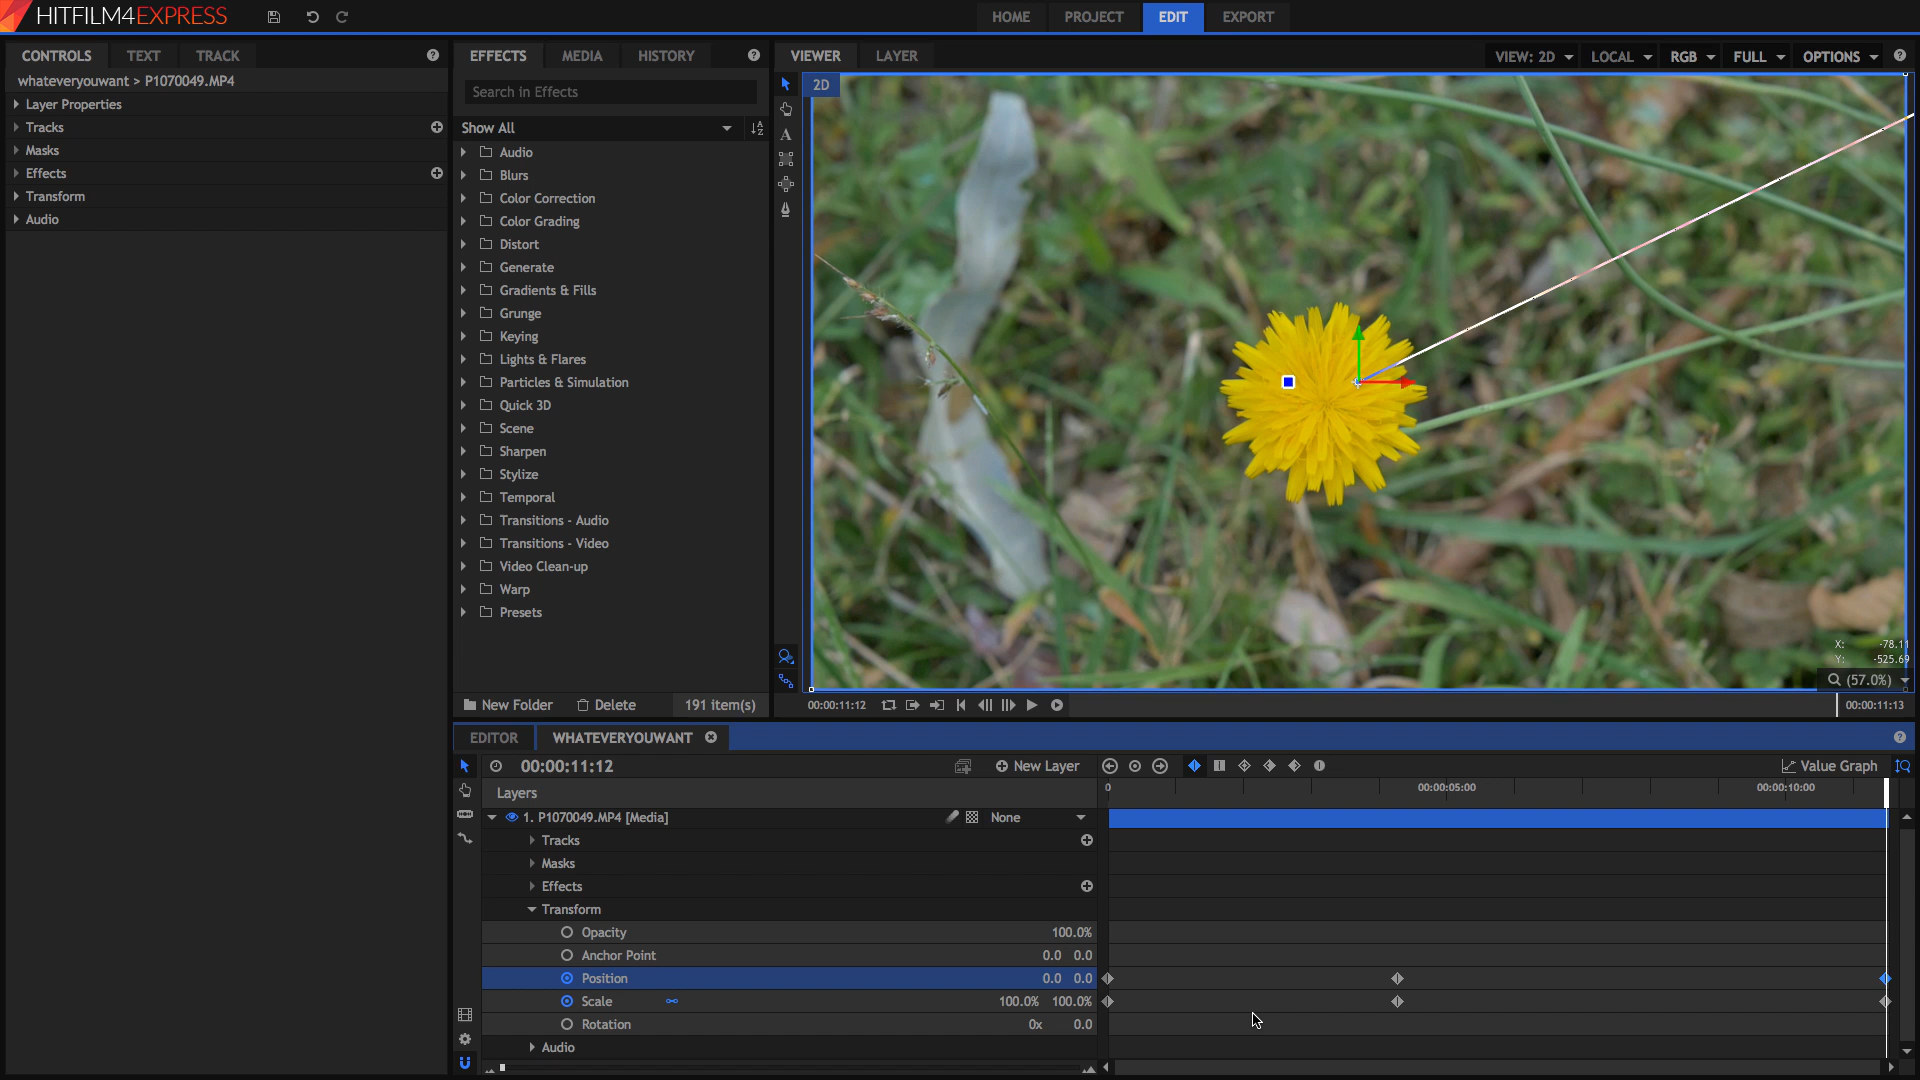 HITFILM4EXPRESS
HOME PROJECT EDIT EXPORT
CONTROLS TEXT TRACK
whateveryouwant > P1070049.MP4
Layer Properties
Tracks
Masks
Effects
Transform
Audio
EFFECTS MEDIA HISTORY
Search in Effects
Show All
Audio
Blurs
Color Correction
Color Grading
Distort
Generate
Gradients & Fills
Grunge
Keying
Lights & Flares
Particles & Simulation
Quick 3D
Scene
Sharpen
Stylize
Temporal
Transitions - Audio
Transitions - Video
Video Clean-up
Warp
Presets
New Folder Delete 191 item(s)
VIEWER LAYER
VIEW: 2D LOCAL RGB FULL OPTIONS
2D
X: -78.11
Y: -525.69
(57.0%)
00:00:11:12
00:00:11:13
EDITOR WHATEVERYOUWANT
00:00:11:12
New Layer
Value Graph
Layers
0 00:00:05:00 00:00:10:00
1. P1070049.MP4 [Media] None
Tracks
Masks
Effects
Transform
Opacity 100.0%
Anchor Point 0.0 0.0
Position 0.0 0.0
Scale 100.0% 100.0%
Rotation 0x 0.0
Audio